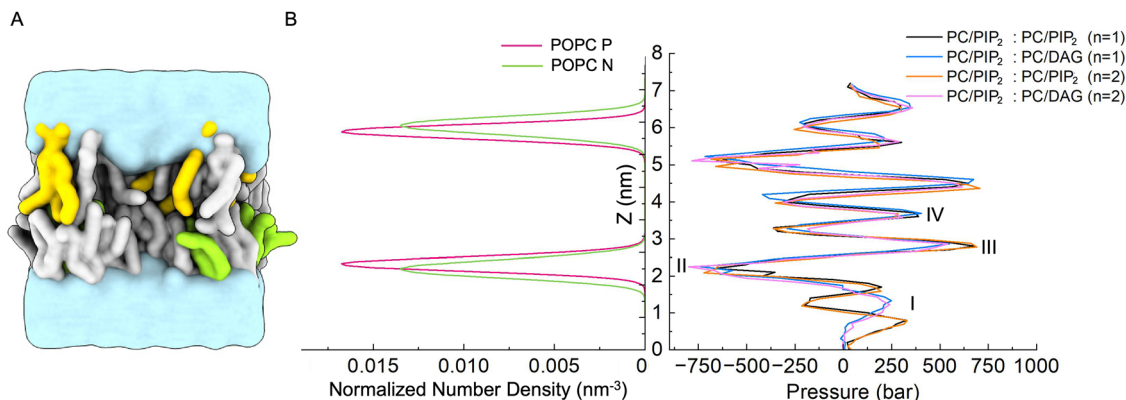 A
B
POPC P
POPC N
PC/PIP₂ : PC/PIP₂ (n=1)
PC/PIP₂ : PC/DAG (n=1)
PC/PIP₂ : PC/PIP₂ (n=2)
PC/PIP₂ : PC/DAG (n=2)
8
7
6
5
4
3
2
1
0
Z (nm)
IV
III
II
I
0.015 0.010 0.005 0
Normalized Number Density (nm⁻³)
−750 −500 −250 0 250 500 750 1000
Pressure (bar)